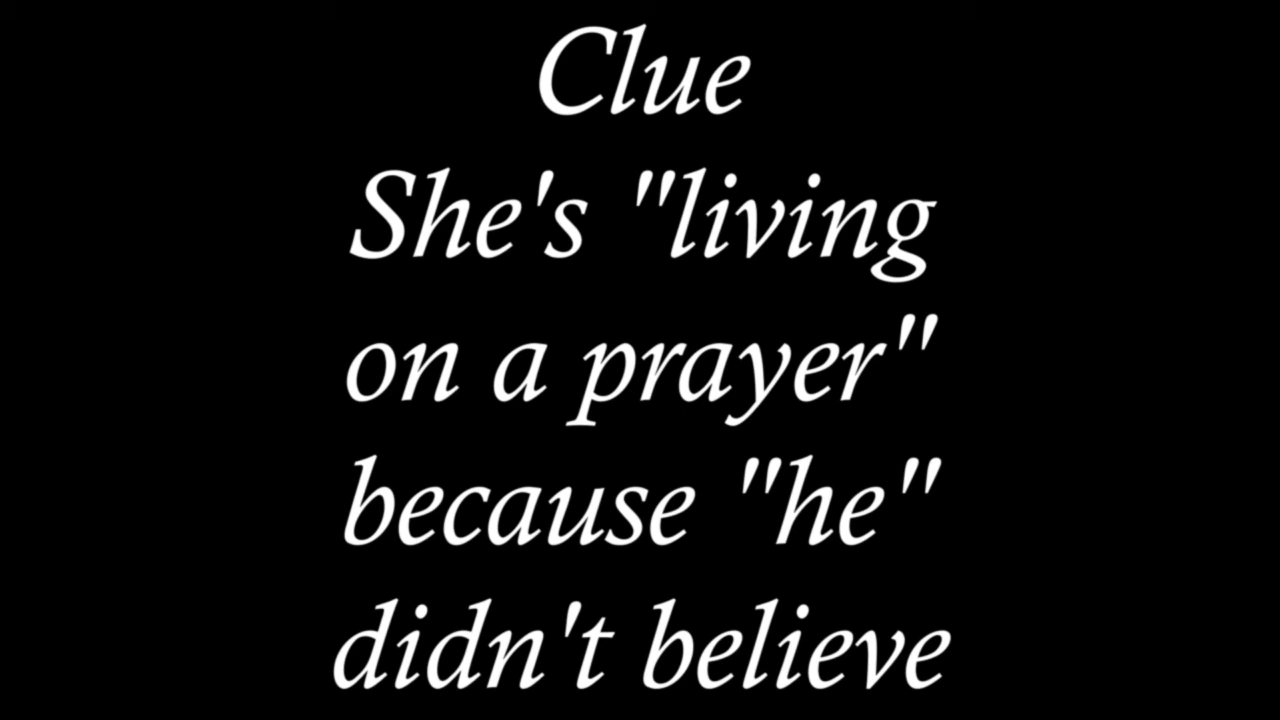 Clue
She's "living
on a prayer"
because "he"
didn't believe